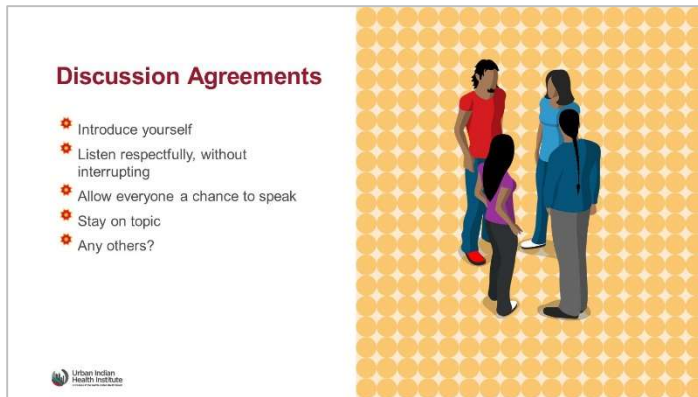 Discussion Agreements
Introduce yourself
Listen respectfully, without
interrupting
Allow everyone a chance to speak
Stay on topic
Any others?
Urban Indian
Health Institute